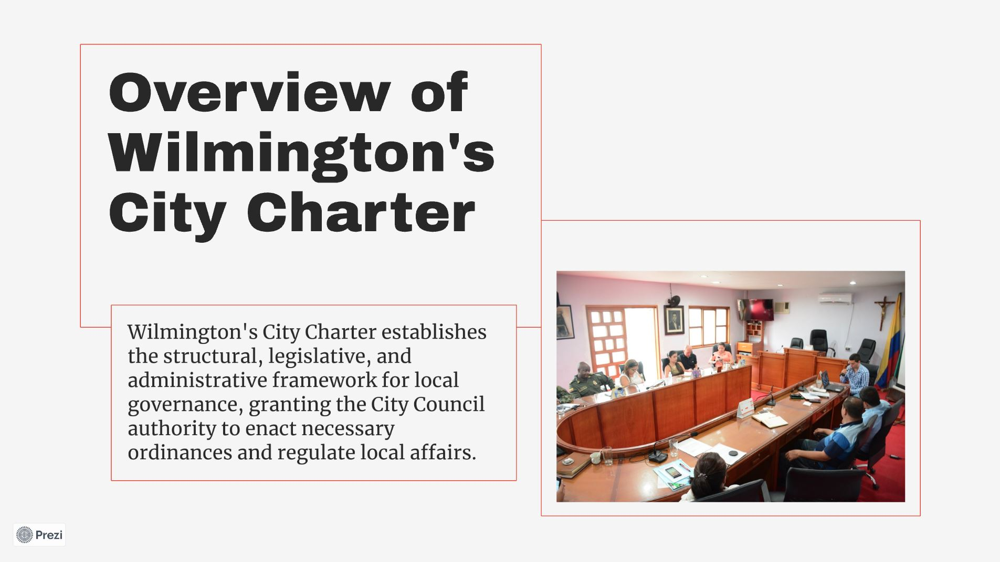 Overview of
Wilmington's
City Charter
Wilmington's City Charter establishes
the structural, legislative, and
administrative framework for local
governance, granting the City Council
authority to enact necessary
ordinances and regulate local affairs.
Prezi